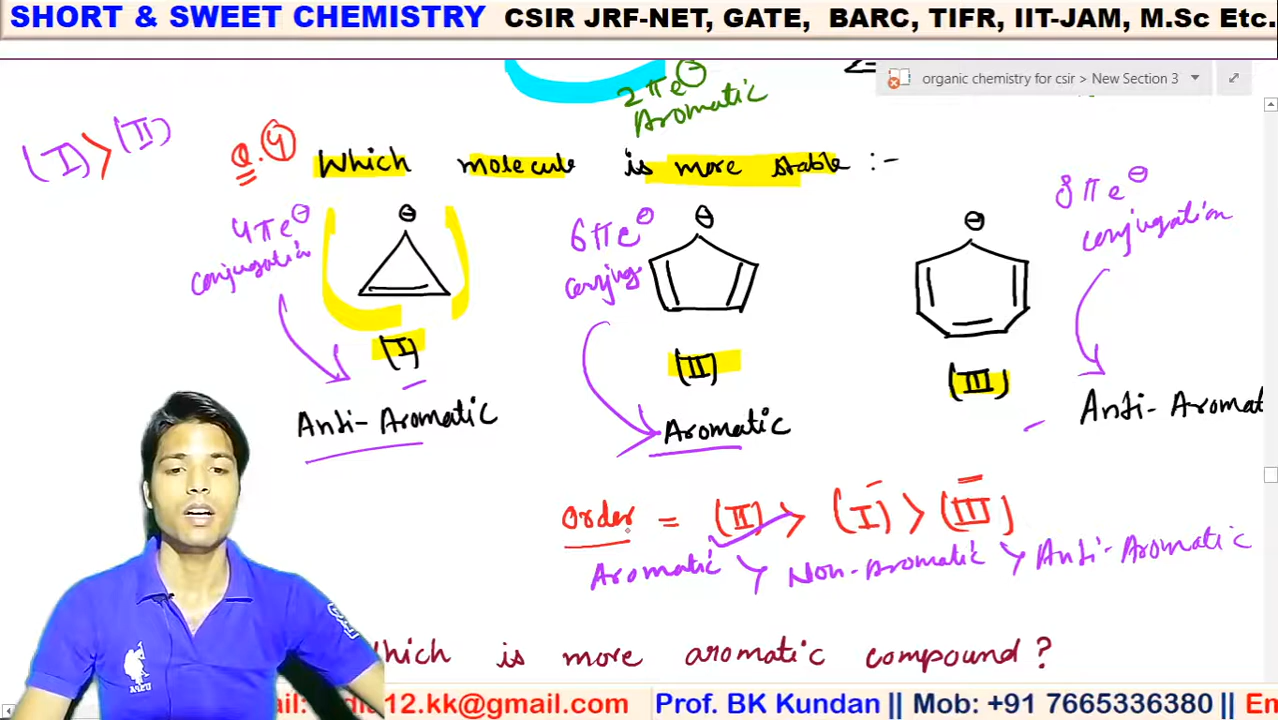 SHORT & SWEET CHEMISTRY CSIR JRF-NET, GATE, BARC, TIFR, IIT-JAM, M.Sc Etc.
organic chemistry for csir > New Section 3
2πe⊖
Aromatic
(I)>(II)
Q.4 Which molecule is more stable :-
4πe⊖
conjugation
⊖
(I)
Anti-Aromatic
6πe⊖
conjug
⊖
(II)
Aromatic
8πe⊖
conjugation
⊖
(III)
Anti-Aromat
Order = (II) > (I) > (III)
Aromatic > Non-Aromatic > Anti-Aromatic
hich is more aromatic compound?
ail: 12.kk@gmail.com Prof. BK Kundan || Mob: +91 7665336380 || En